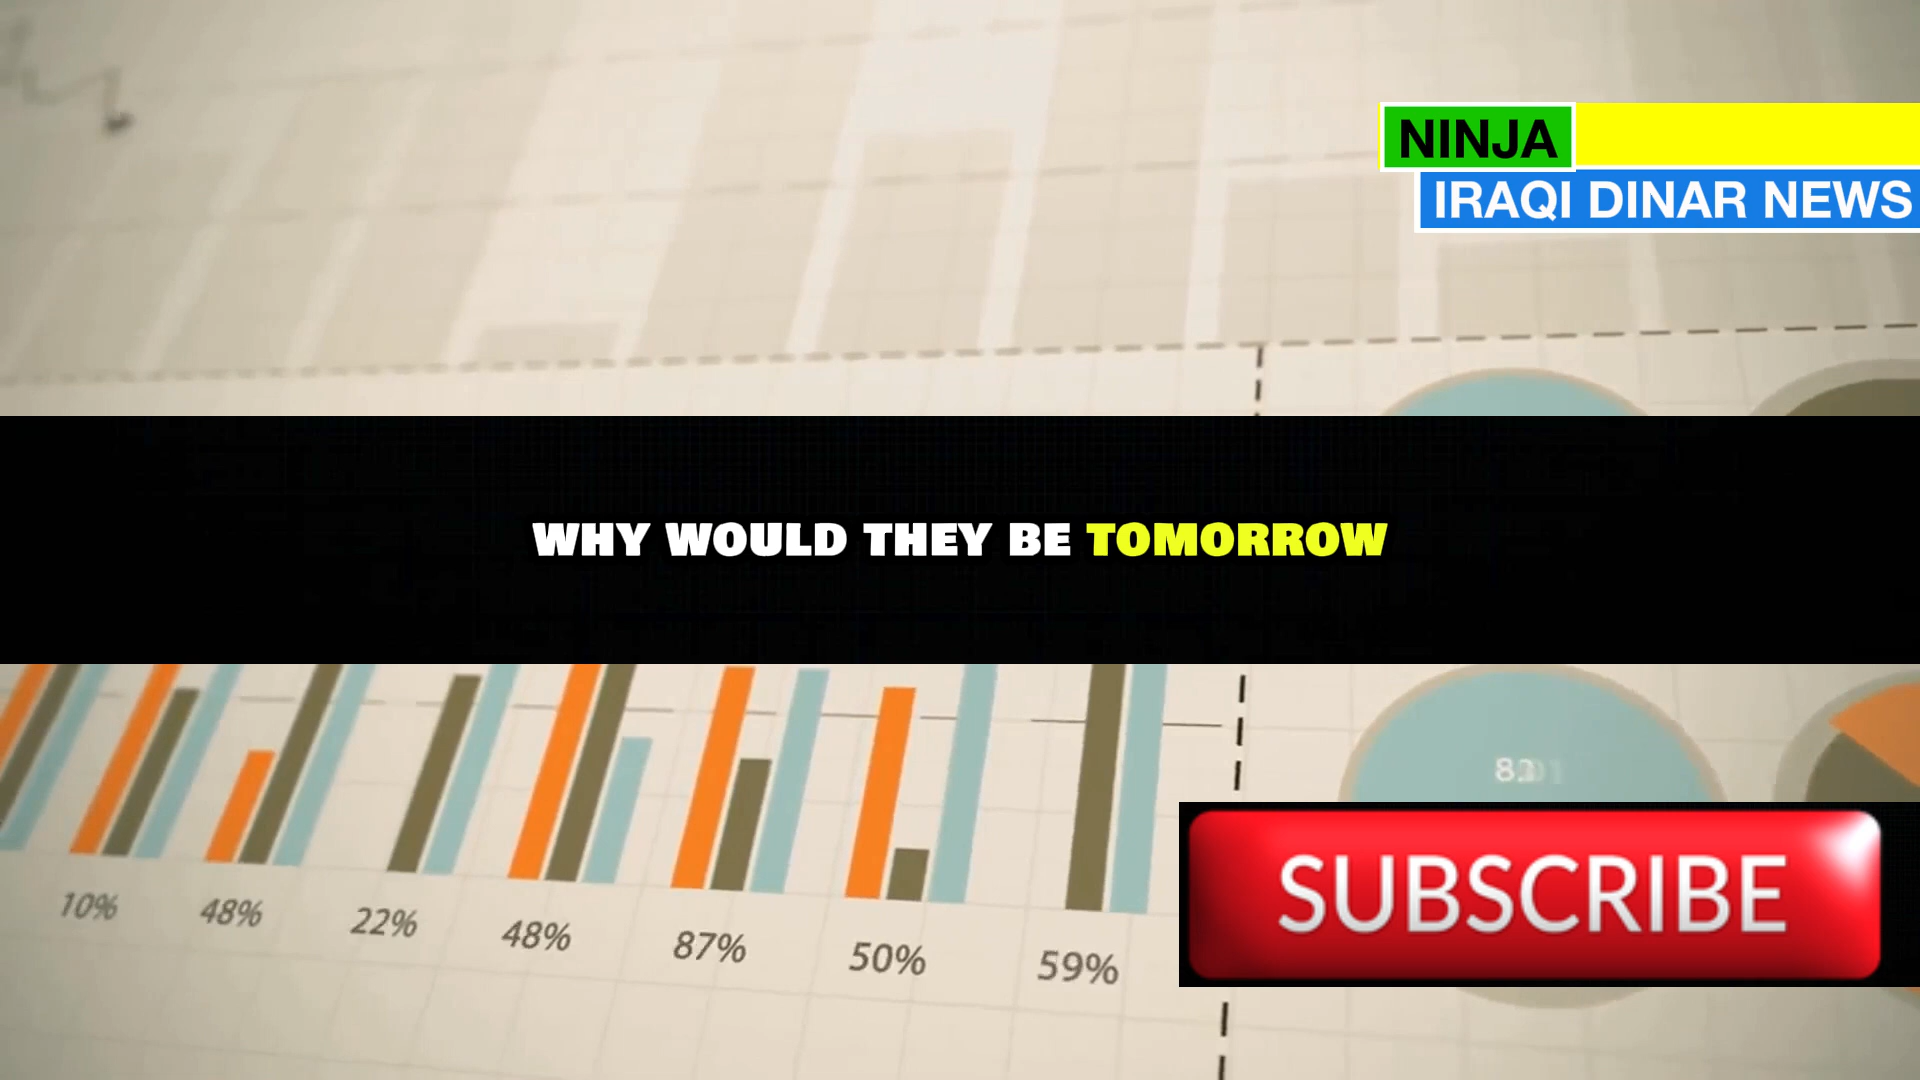 NINJA
IRAQI DINAR NEWS
WHY WOULD THEY BE TOMORROW
10% 48% 22% 48% 87% 50% 59%
SUBSCRIBE